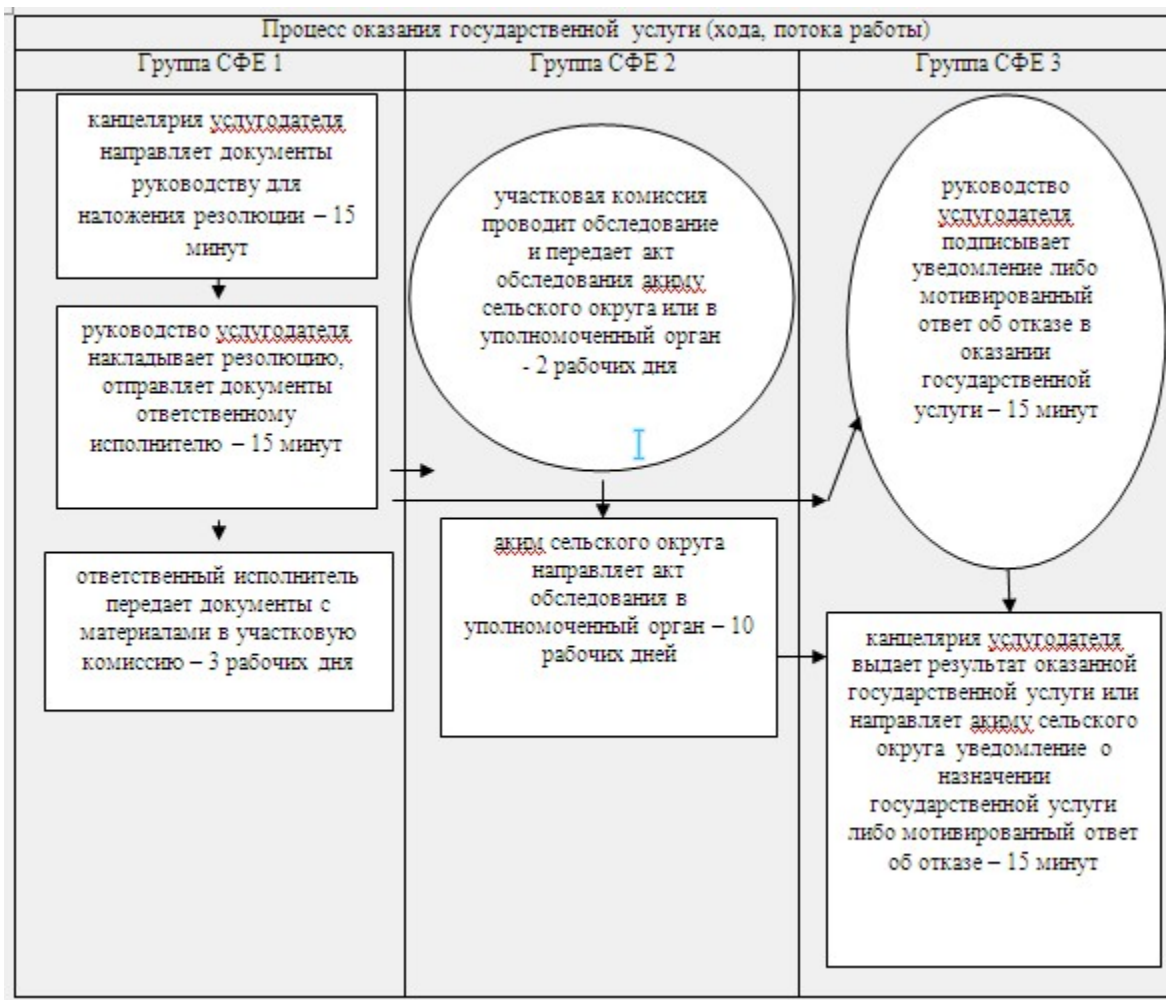 Процесс оказания государственной услуги (хода, потока работы)
Группа СФЕ 1
Группа СФЕ 2
Группа СФЕ 3
канцелярия услугодателя
направляет документы
руководству для
наложения резолюции – 15
минут
руководство услугодателя
накладывает резолюцию,
отправляет документы
ответственному
исполнителю – 15 минут
ответственный исполнитель
передает документы с
материалами в участковую
комиссию – 3 рабочих дня
участковая комиссия
проводит обследование
и передает акт
обследования акиму
сельского округа или в
уполномоченный орган
- 2 рабочих дня
аким сельского округа
направляет акт
обследования в
уполномоченный орган – 10
рабочих дней
руководство
услугодателя
подписывает
уведомление либо
мотивированный
ответ об отказе в
оказании
государственной
услуги – 15 минут
канцелярия услугодателя
выдает результат оказанной
государственной услуги или
направляет акиму сельского
округа уведомление о
назначении
государственной услуги
либо мотивированный ответ
об отказе – 15 минут